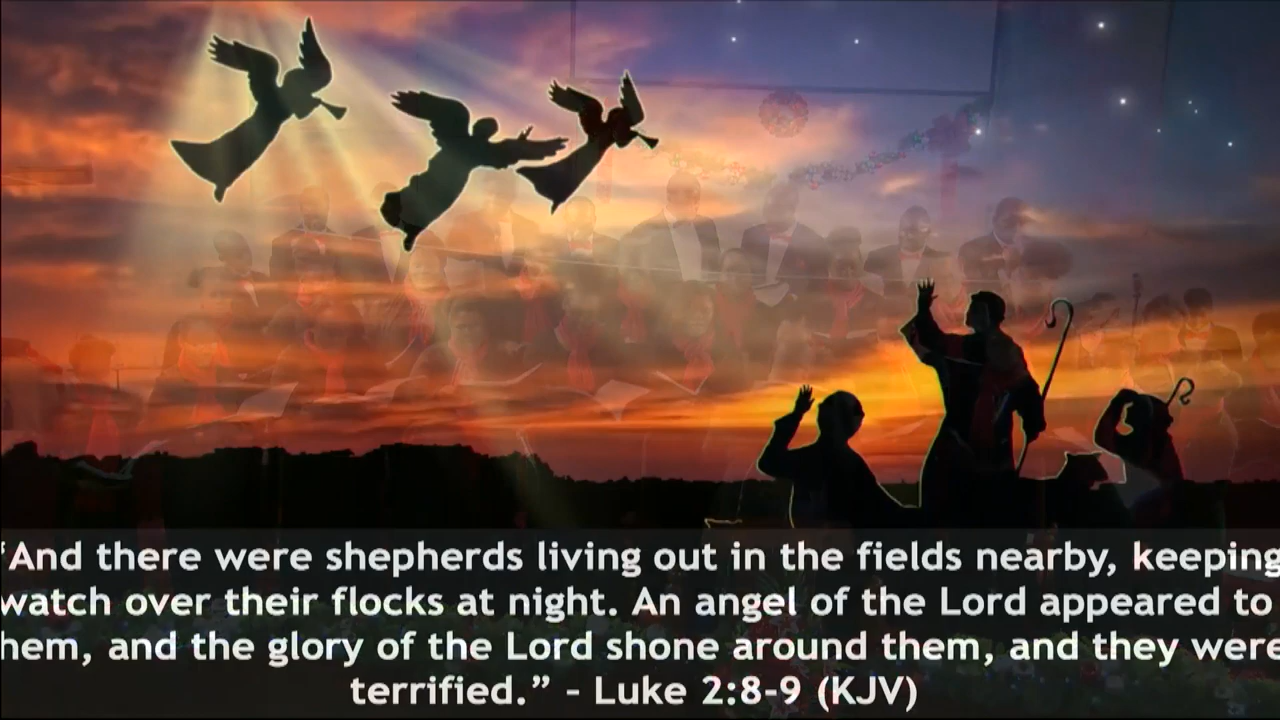 “And there were shepherds living out in the fields nearby, keeping
watch over their flocks at night. An angel of the Lord appeared to
hem, and the glory of the Lord shone around them, and they were
terrified.” – Luke 2:8-9 (KJV)